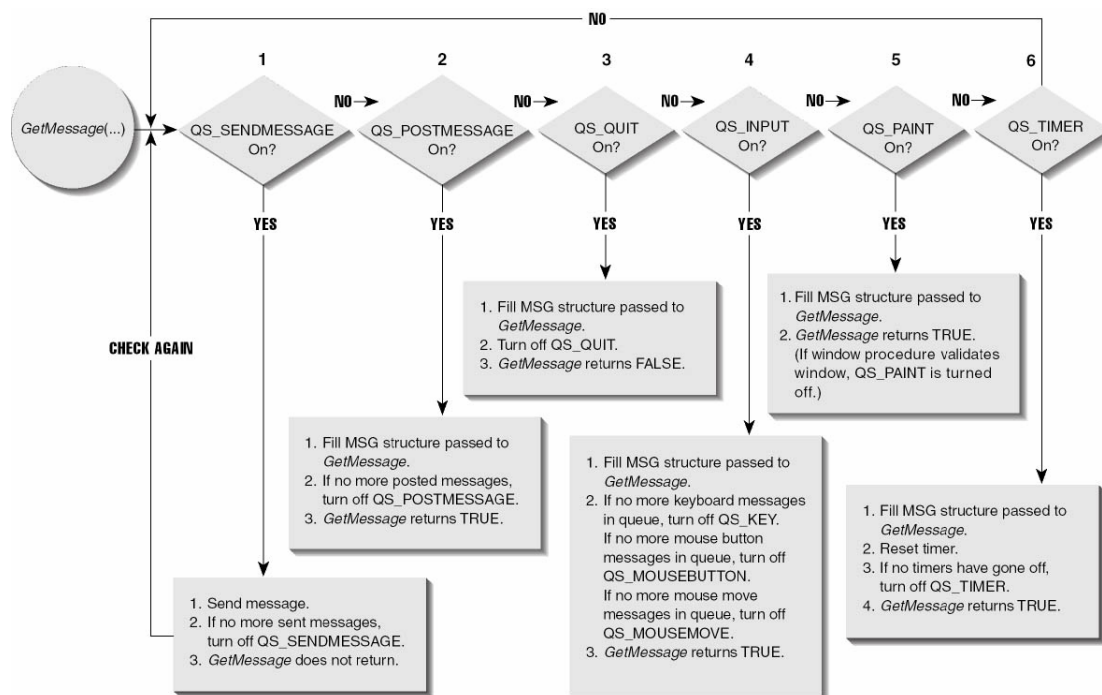 NO
1
2
3
4
5
6
GetMessage(...)
QS_SENDMESSAGE
On?
NO
QS_POSTMESSAGE
On?
NO
QS_QUIT
On?
NO
QS_INPUT
On?
NO
QS_PAINT
On?
NO
QS_TIMER
On?
YES
YES
YES
YES
YES
YES
CHECK AGAIN
1. Send message.
2. If no more sent messages,
turn off QS_SENDMESSAGE.
3. GetMessage does not return.
1. Fill MSG structure passed to
GetMessage.
2. If no more posted messages,
turn off QS_POSTMESSAGE.
3. GetMessage returns TRUE.
1. Fill MSG structure passed to
GetMessage.
2. Turn off QS_QUIT.
3. GetMessage returns FALSE.
1. Fill MSG structure passed to
GetMessage.
2. If no more keyboard messages
in queue, turn off QS_KEY.
If no more mouse button
messages in queue, turn off
QS_MOUSEBUTTON.
If no more mouse move
messages in queue, turn off
QS_MOUSEMOVE.
3. GetMessage returns TRUE.
1. Fill MSG structure passed to
GetMessage.
2. GetMessage returns TRUE.
(If window procedure validates
window, QS_PAINT is turned
off.)
1. Fill MSG structure passed to
GetMessage.
2. Reset timer.
3. If no timers have gone off,
turn off QS_TIMER.
4. GetMessage returns TRUE.